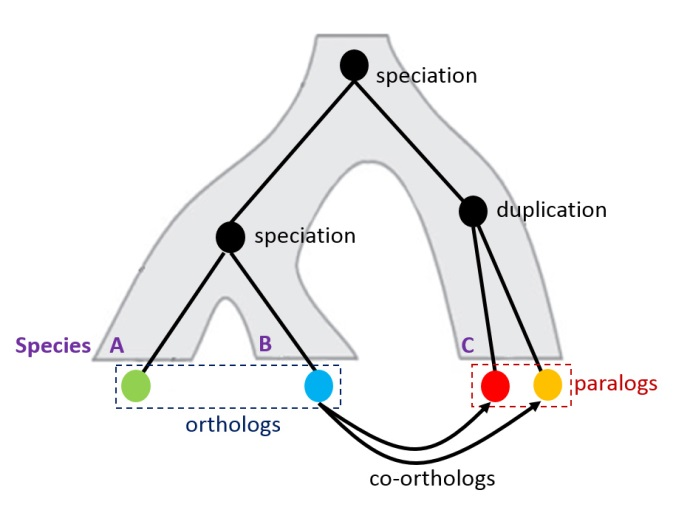 speciation
duplication
speciation
Species A B C
orthologs
paralogs
co-orthologs